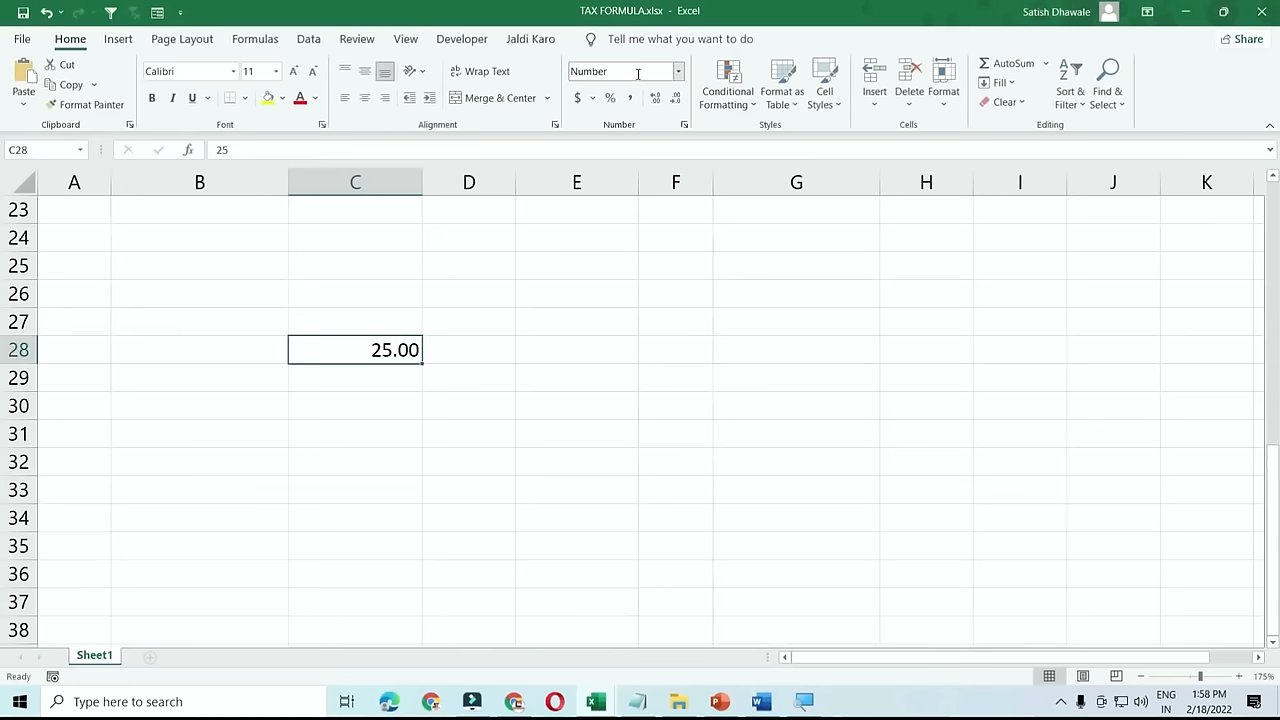 TAX FORMULA.xlsx - Excel
Satish Dhawale
File Home Insert Page Layout Formulas Data Review View Developer Jaldi Karo Tell me what you want to do Share
Paste
Cut
Copy
Format Painter
Clipboard
Calibri 11
B I U A
Font
Wrap Text
Merge & Center
Alignment
Number
$ % ,
Number
Conditional Formatting
Format as Table
Cell Styles
Styles
Insert
Delete
Format
Cells
AutoSum
Fill
Clear
Sort & Filter
Find & Select
Editing
C28 fx 25
A B C D E F G H I J K
23
24
25
26
27
28 25.00
29
30
31
32
33
34
35
36
37
38
Sheet1
Ready 175%
Type here to search
ENG IN
1:58 PM
2/18/2022